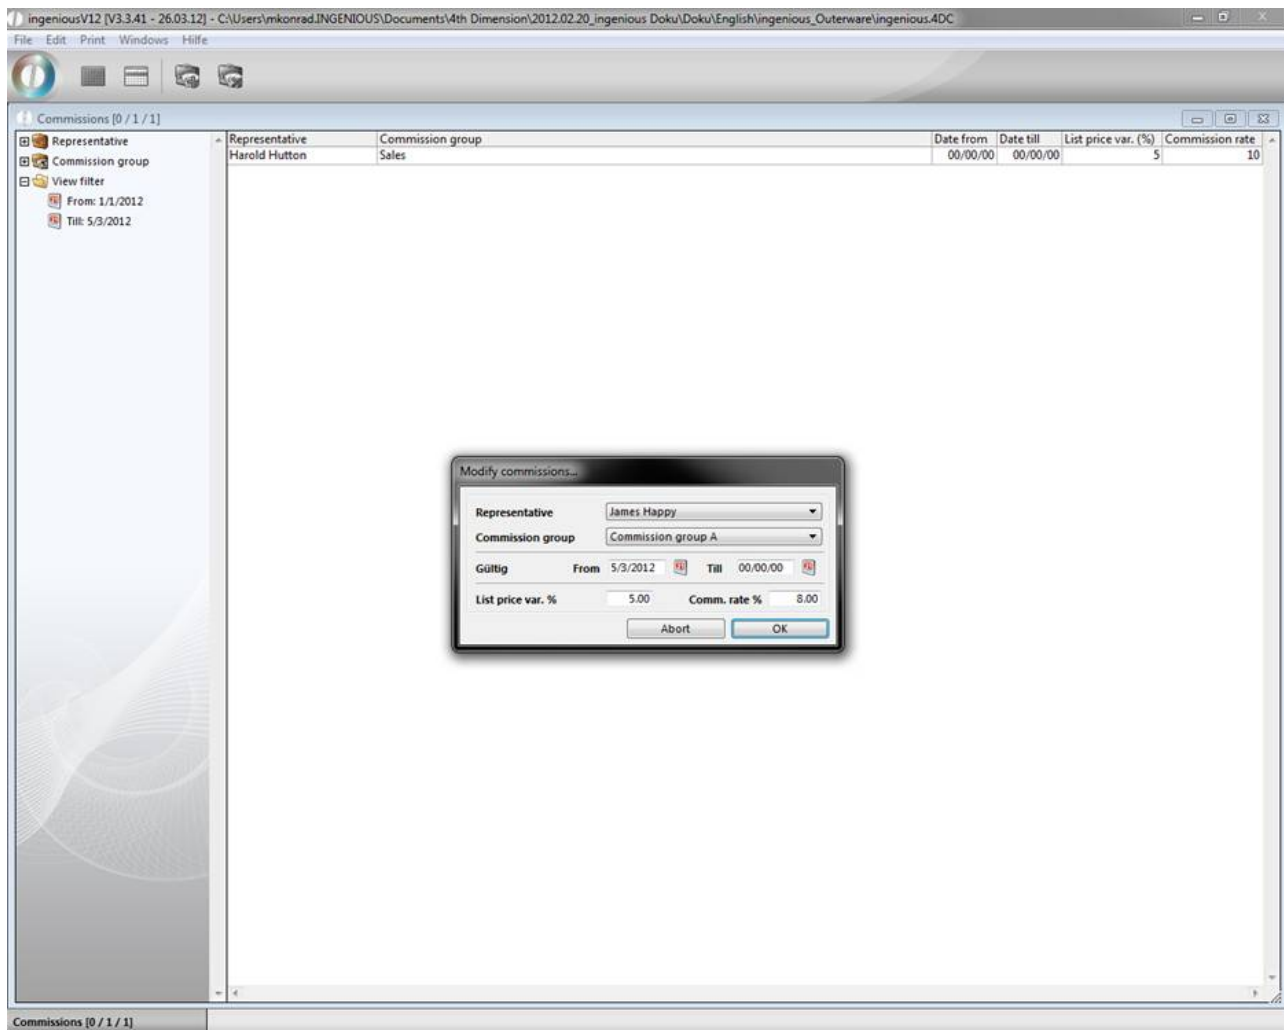 ingeniousV12 [V3.3.41 - 26.03.12] - C:\Users\mkonrad.INGENIOUS\Documents\4th Dimension\2012.02.20_ingenious Doku\Doku\English\ingenious_Outerware\ingenious.4DC
File Edit Print Windows Hilfe
Commissions [0 / 1 / 1]
Representative
Commission group
View filter
From: 1/1/2012
Till: 5/3/2012
Representative Commission group Date from Date till List price var. (%) Commission rate
Harold Hutton Sales 00/00/00 00/00/00 5 10
Modify commissions...
Representative James Happy
Commission group Commission group A
Gültig From 5/3/2012 Till 00/00/00
List price var. % 5.00 Comm. rate % 8.00
Abort OK
Commissions [0 / 1 / 1]